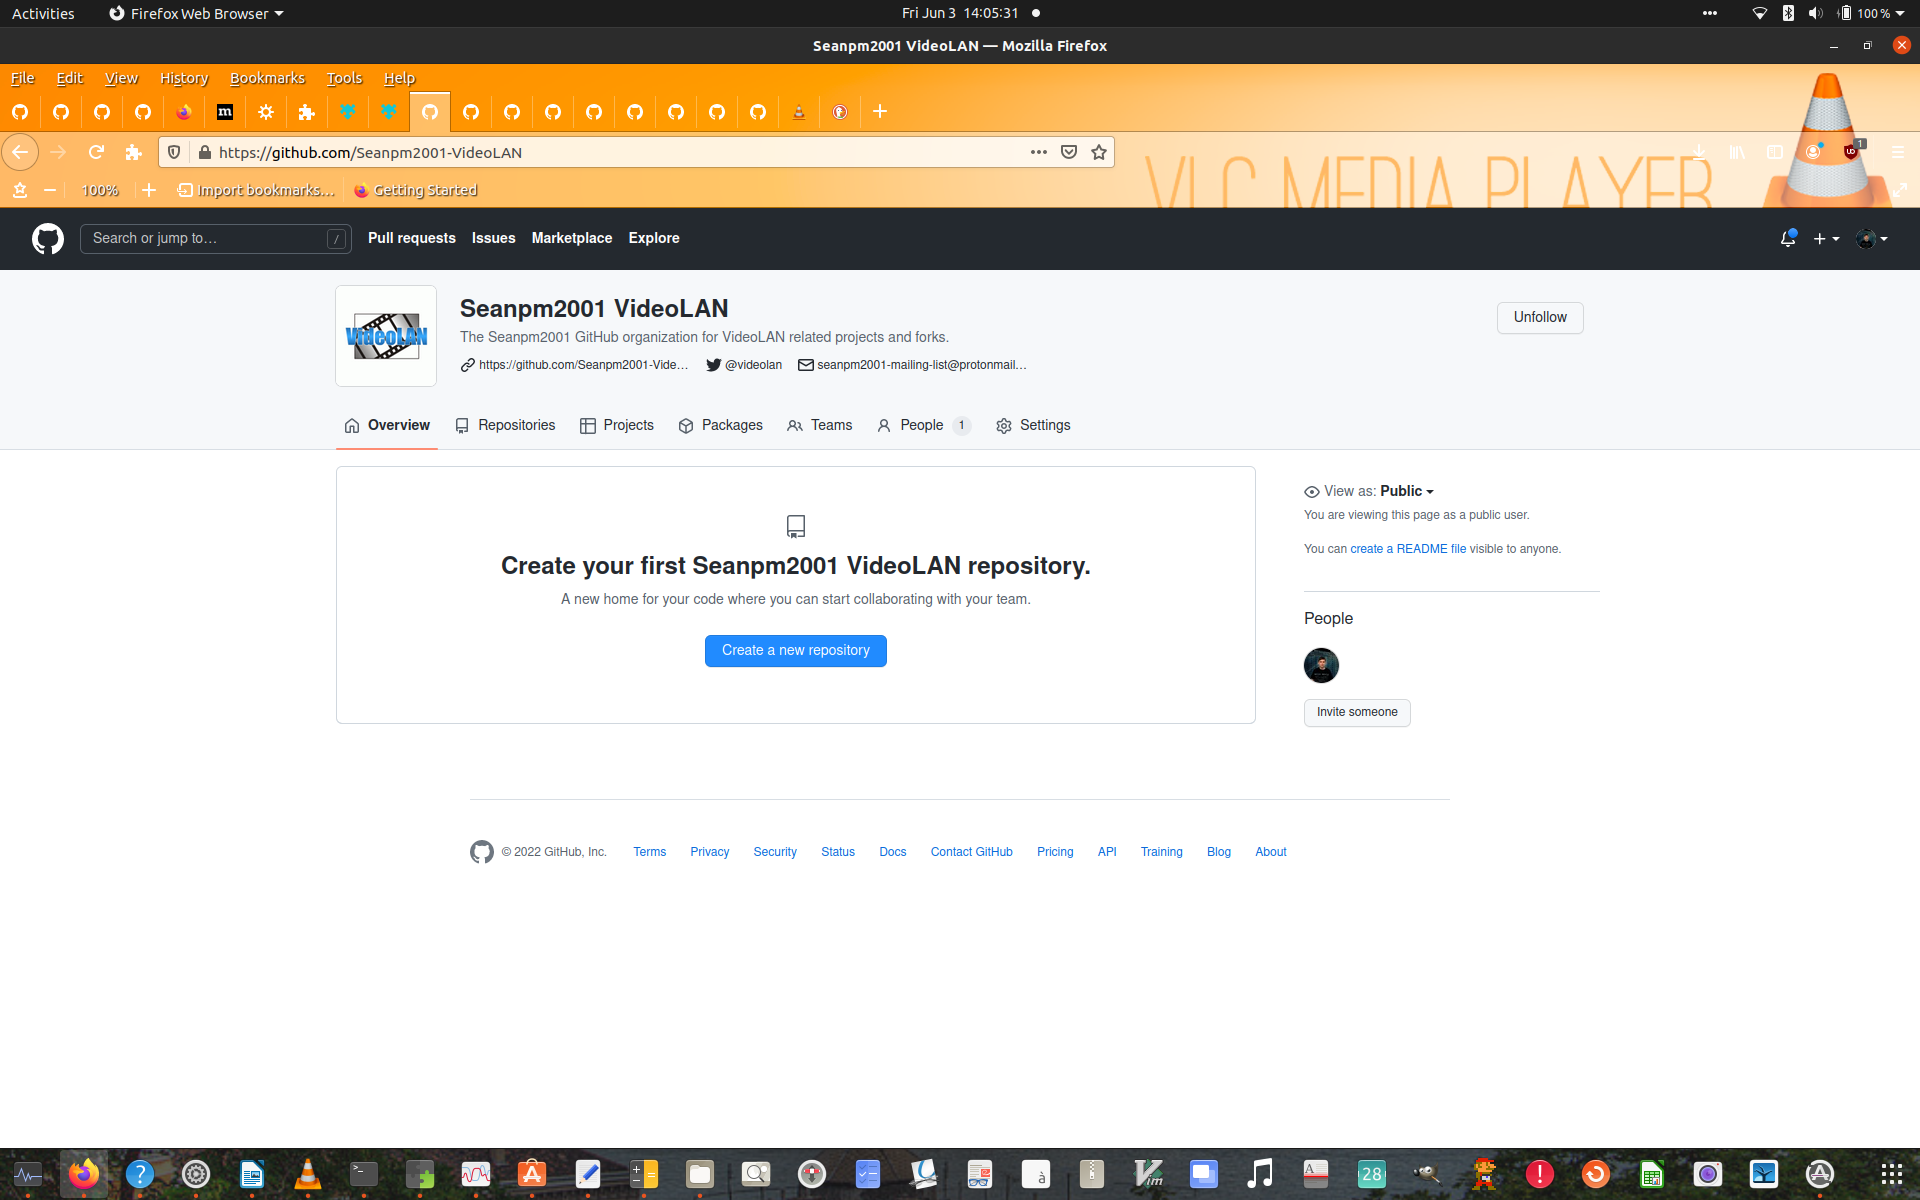 Activities
Firefox Web Browser
Fri Jun 3 14:05:31
100 %
Seanpm2001 VideoLAN — Mozilla Firefox
File Edit View History Bookmarks Tools Help
m
https://github.com/Seanpm2001-VideoLAN
1
VLC MEDIA PLAYER
100%
Import bookmarks...
Getting Started
Search or jump to…
/
Pull requests Issues Marketplace Explore
VideoLAN
Seanpm2001 VideoLAN
Unfollow
The Seanpm2001 GitHub organization for VideoLAN related projects and forks.
https://github.com/Seanpm2001-Vide...
@videolan
seanpm2001-mailing-list@protonmail...
Overview Repositories Projects Packages Teams People 1 Settings
View as: Public
You are viewing this page as a public user.
You can create a README file visible to anyone.
Create your first Seanpm2001 VideoLAN repository.
A new home for your code where you can start collaborating with your team.
Create a new repository
People
Invite someone
© 2022 GitHub, Inc. Terms Privacy Security Status Docs Contact GitHub Pricing API Training Blog About
28
Vim